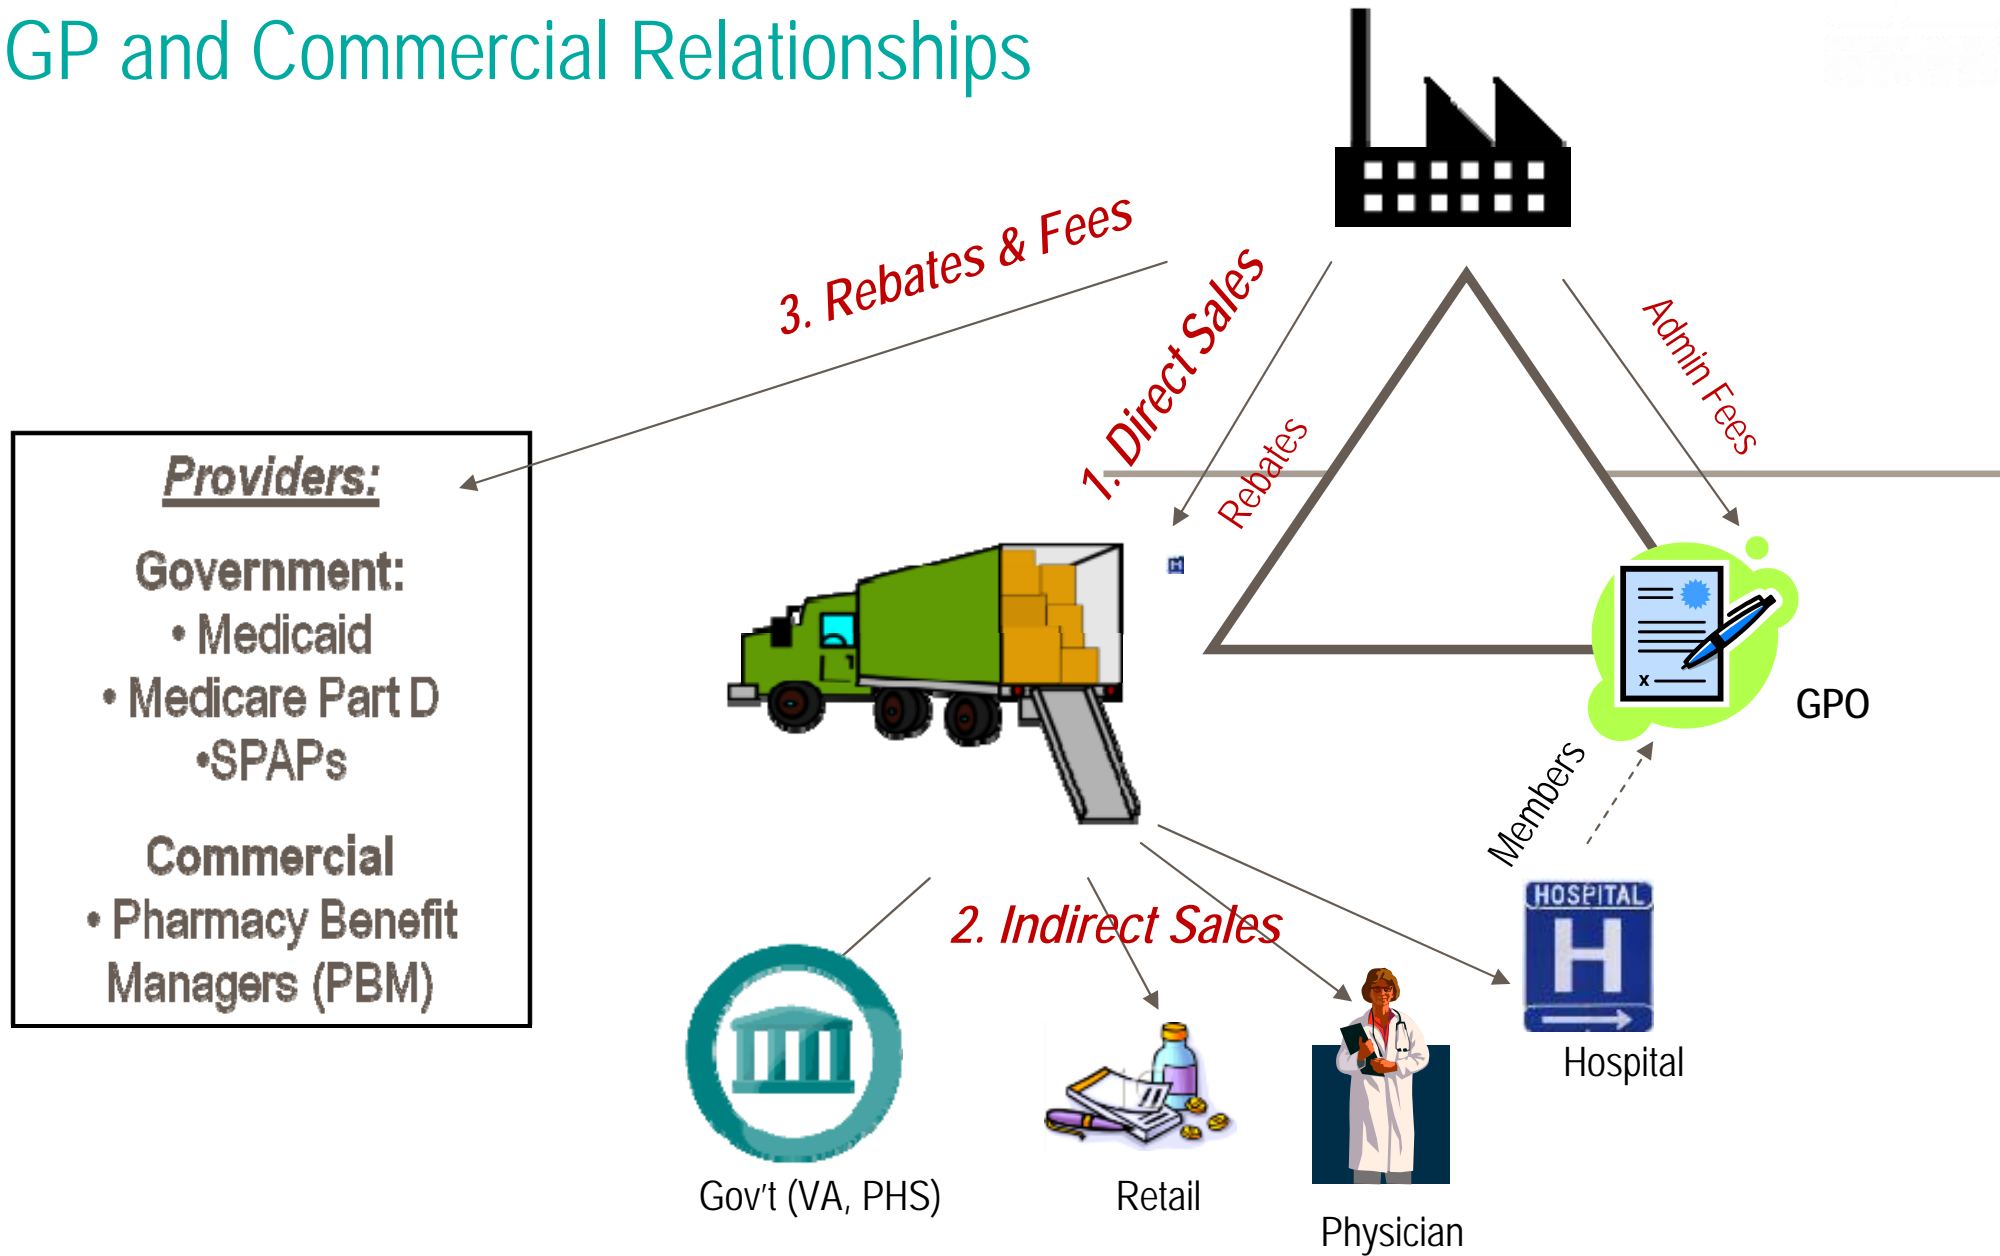 GP and Commercial Relationships
3. Rebates & Fees
1. Direct Sales
Rebates
Admin Fees
Providers:
Government:
• Medicaid
• Medicare Part D
•SPAPs
Commercial
• Pharmacy Benefit
Managers (PBM)
H
x
GPO
Members
2. Indirect Sales
HOSPITAL
H
Hospital
Gov't (VA, PHS)
Retail
Physician